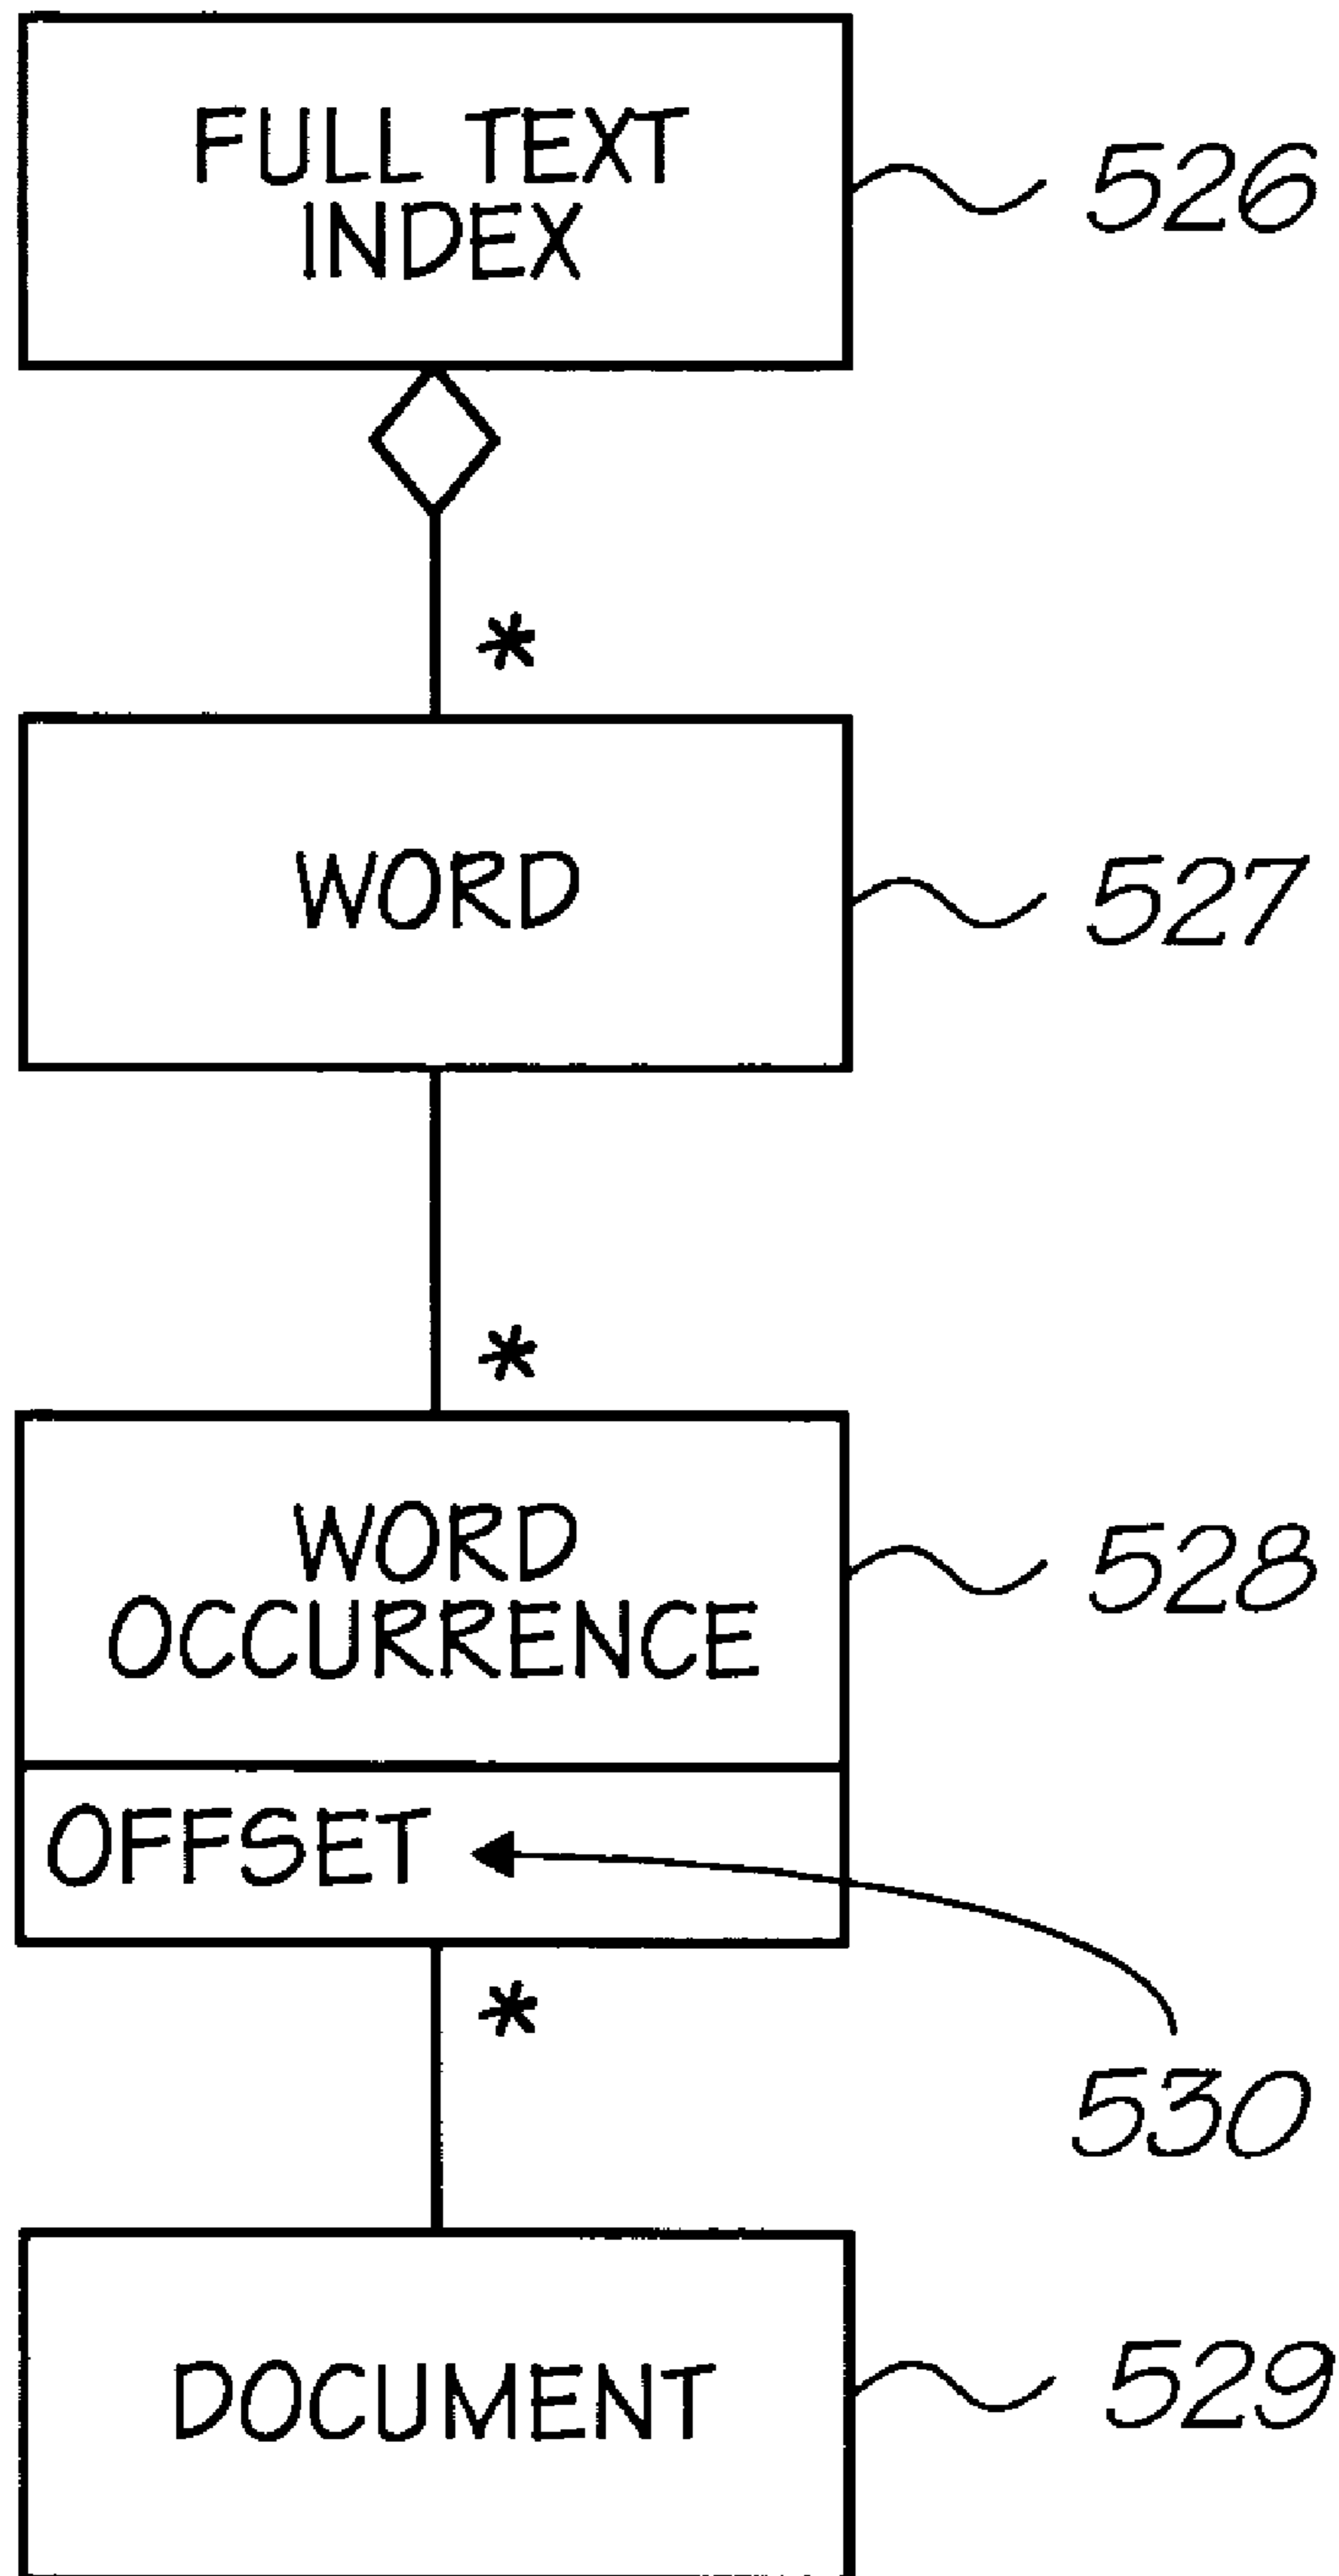 FULL TEXT
INDEX
526
*
WORD
527
*
WORD
OCCURRENCE
528
OFFSET
*
530
DOCUMENT
529